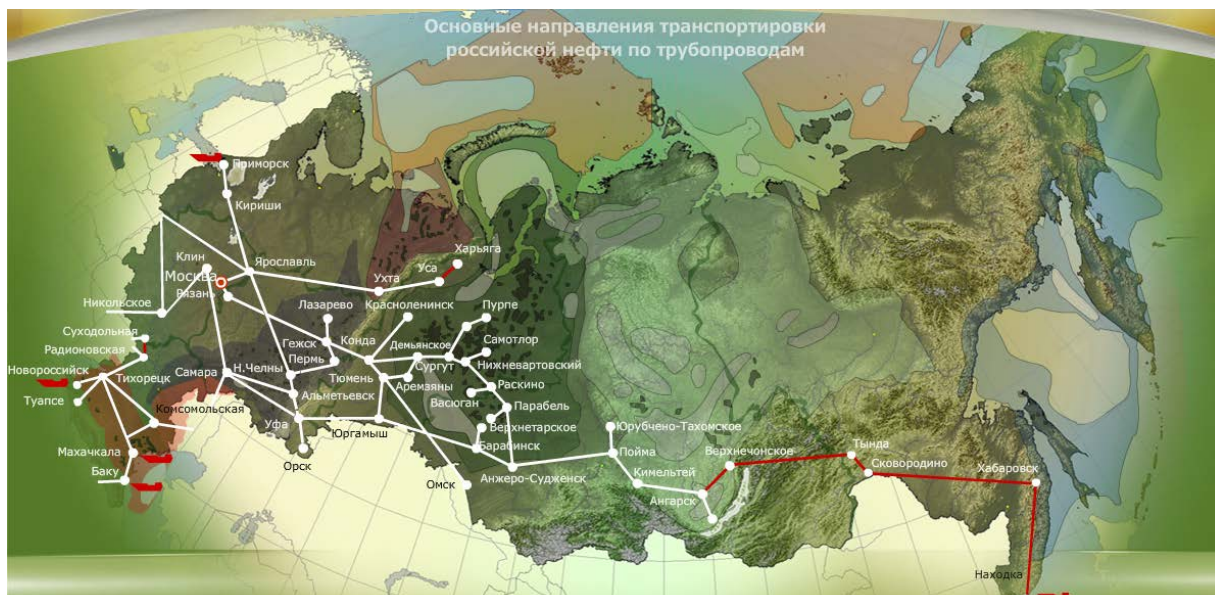 Основные направления транспортировки
российской нефти по трубопроводам
Приморск
Кириши
Клин
Москва
Ярославль
Рязань
Харьяга
Уса
Ухта
Никольское
Лазарево
Красноленинск
Пурпе
Суходольная
Радионовская
Гежск
Конда
Демьянское
Самотлор
Новороссийск
Тихорецк
Самара
Н.Челны
Пермь
Тюмень
Сургут
Нижневартовский
Туапсе
Комсомольская
Альметьевск
Аремзяны
Васюган
Раскино
Парабель
Уфа
Юргамыш
Верхнетарское
Юрубчено-Тахомское
Махачкала
Баку
Орск
Омск
Барабинск
Анжеро-Судженск
Пойма
Кимельтей
Ангарск
Верхнечонское
Тында
Сковородино
Хабаровск
Находка